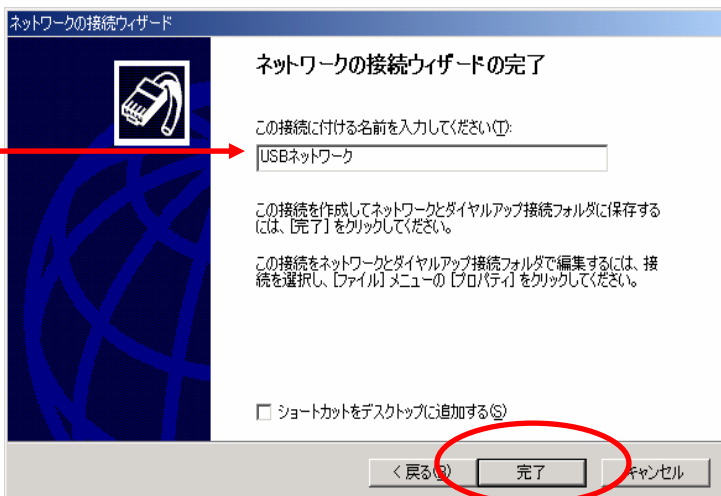 ネットワークの接続ウィザード
ネットワークの接続ウィザードの完了
この接続に付ける名前を入力してください(T):
USBネットワーク
この接続を作成してネットワークとダイヤルアップ接続フォルダに保存する
には、[完了] をクリックしてください。
この接続をネットワークとダイヤルアップ接続フォルダで編集するには、接
続を選択し、[ファイル] メニューの [プロパティ] をクリックしてください。
ショートカットをデスクトップに追加する(S)
< 戻る(B) 完了 キャンセル